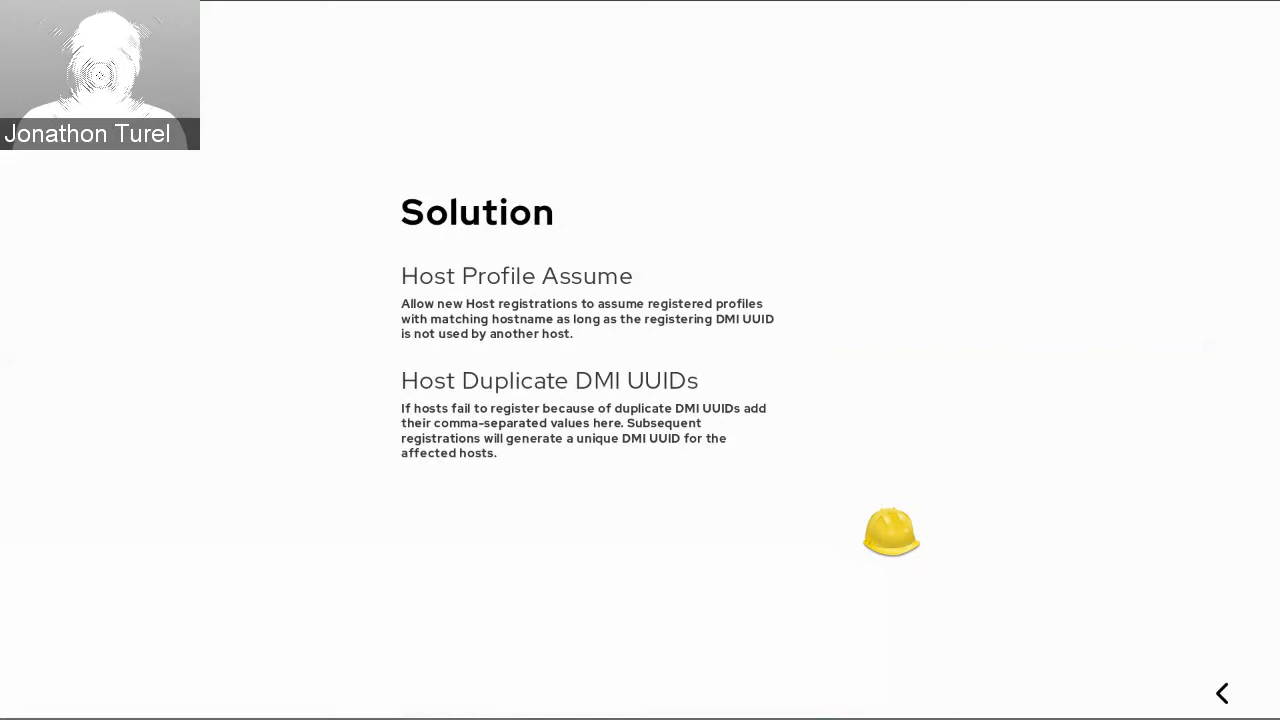 Jonathon Turel
Solution
Host Profile Assume
Allow new Host registrations to assume registered profiles
with matching hostname as long as the registering DMI UUID
is not used by another host.
Host Duplicate DMI UUIDs
If hosts fail to register because of duplicate DMI UUIDs add
their comma-separated values here. Subsequent
registrations will generate a unique DMI UUID for the
affected hosts.